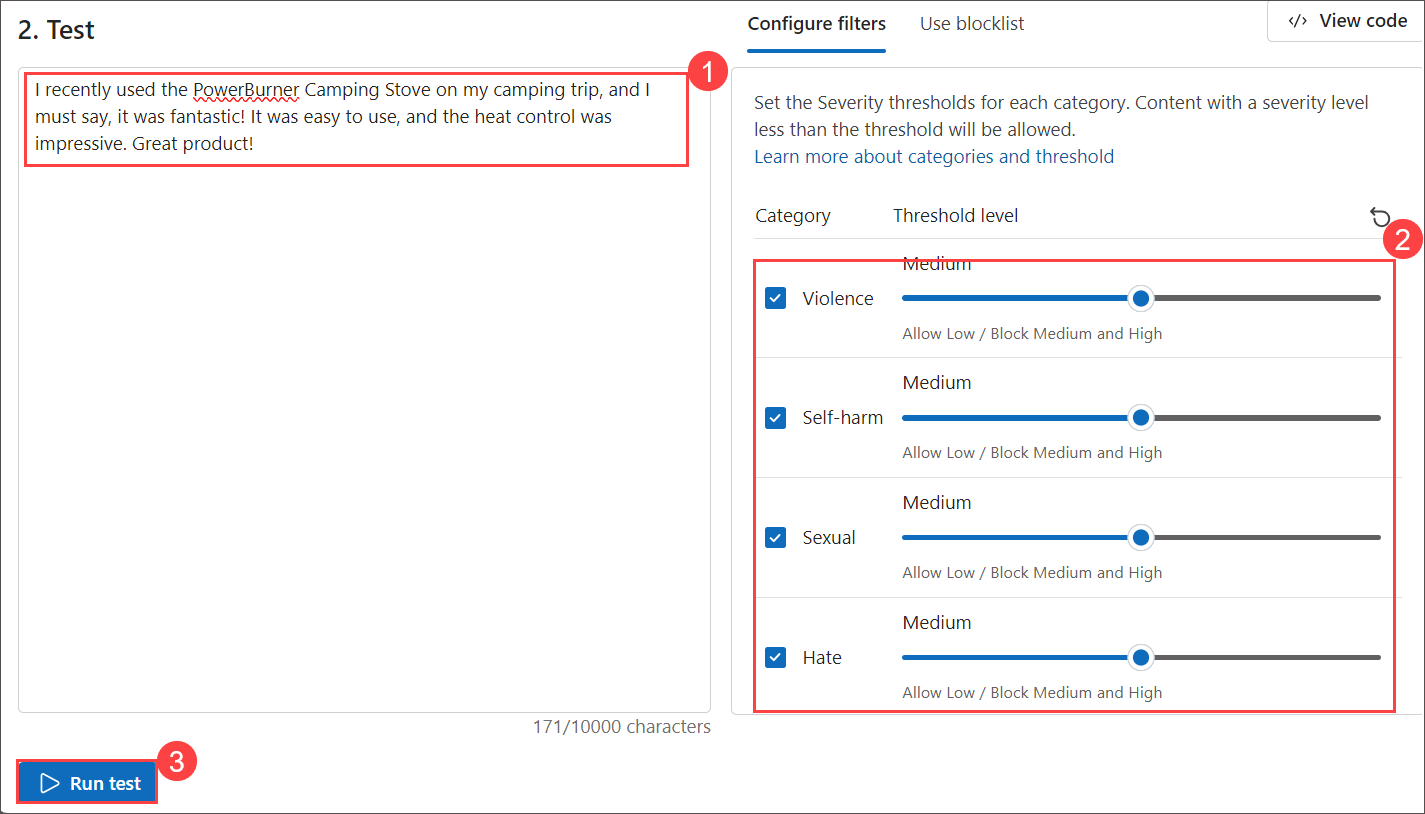 2. Test
I recently used the PowerBurner Camping Stove on my camping trip, and I
must say, it was fantastic! It was easy to use, and the heat control was
impressive. Great product!
1
171/10000 characters
Run test
3
Configure filters
Use blocklist
</> View code
Set the Severity thresholds for each category. Content with a severity level
less than the threshold will be allowed.
Learn more about categories and threshold
Category
Threshold level
2
Medium
Violence
Allow Low / Block Medium and High
Medium
Self-harm
Allow Low / Block Medium and High
Medium
Sexual
Allow Low / Block Medium and High
Medium
Hate
Allow Low / Block Medium and High